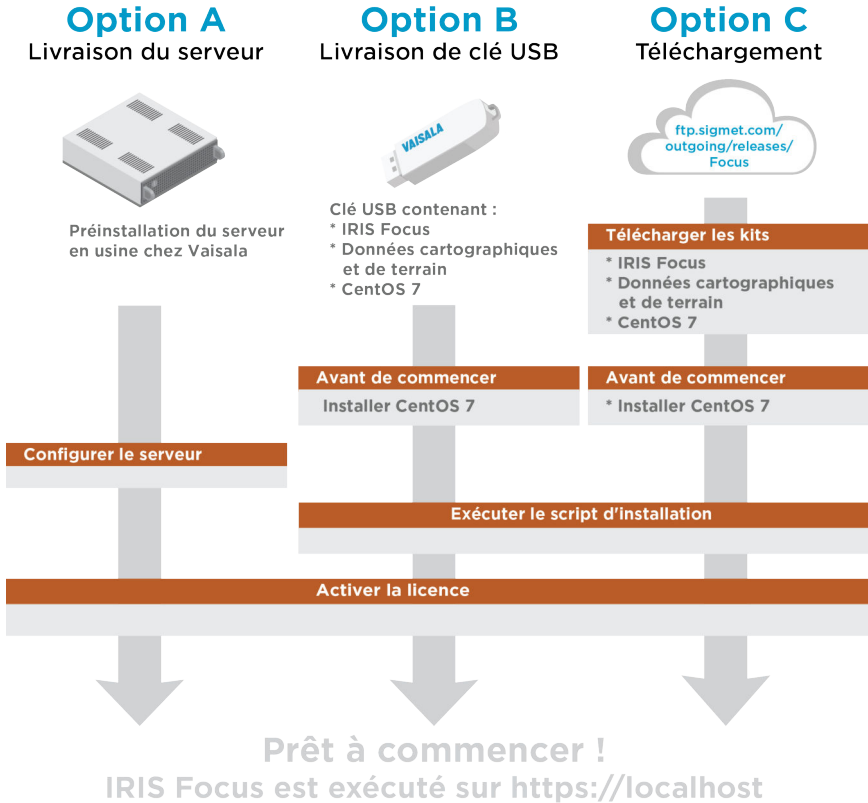 Option A
Livraison du serveur
Option B
Livraison de clé USB
Option C
Téléchargement
VAISALA
ftp.sigmet.com/
outgoing/releases/
Focus
Préinstallation du serveur
en usine chez Vaisala
Clé USB contenant :
* IRIS Focus
* Données cartographiques
et de terrain
* CentOS 7
Télécharger les kits
* IRIS Focus
* Données cartographiques
et de terrain
* CentOS 7
Avant de commencer
Installer CentOS 7
Avant de commencer
* Installer CentOS 7
Configurer le serveur
Exécuter le script d'installation
Activer la licence
Prêt à commencer !
IRIS Focus est exécuté sur https://localhost